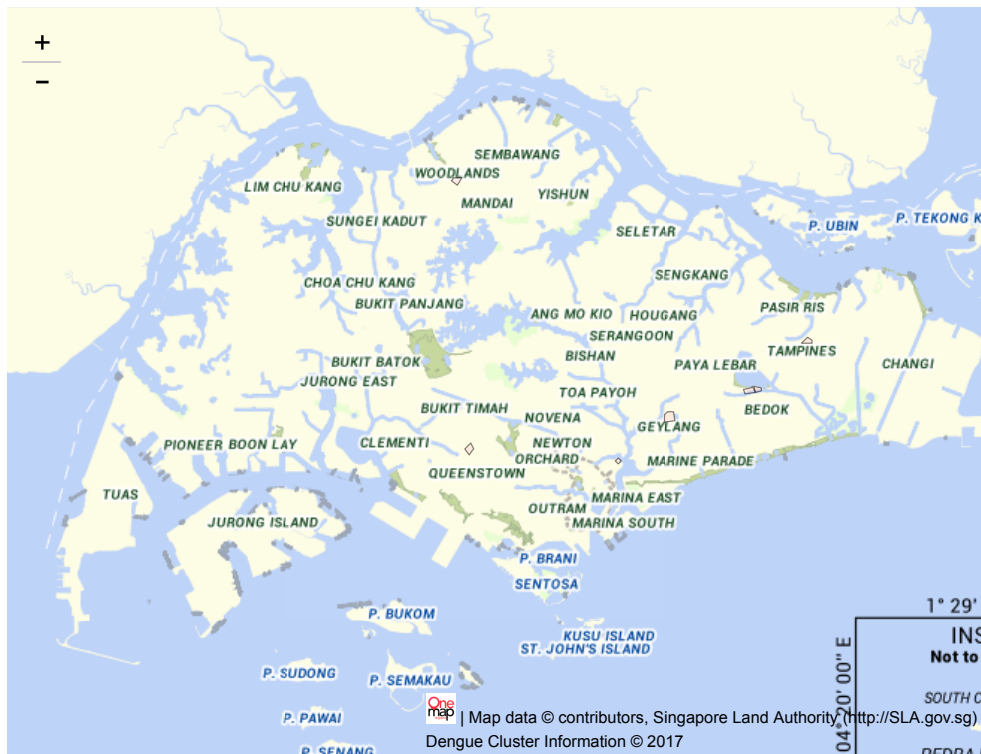 +
−
SEMBAWANG
WOODLANDS
LIM CHU KANG
YISHUN
MANDAI
SUNGEI KADUT
P. UBIN
P. TEKONG K
SELETAR
SENGKANG
CHOA CHU KANG
BUKIT PANJANG
PASIR RIS
ANG MO KIO
HOUGANG
SERANGOON
BISHAN
TAMPINES
BUKIT BATOK
PAYA LEBAR
CHANGI
JURONG EAST
TOA PAYOH
BUKIT TIMAH
BEDOK
NOVENA
GEYLANG
PIONEER BOON LAY
CLEMENTI
NEWTON
ORCHARD
MARINE PARADE
QUEENSTOWN
TUAS
MARINA EAST
OUTRAM
JURONG ISLAND
MARINA SOUTH
P. BRANI
SENTOSA
P. BUKOM
KUSU ISLAND
ST. JOHN'S ISLAND
P. SUDONG
P. SEMAKAU
P. PAWAI
P. SENANG
1° 29'
INS
Not to
SOUTH C
04° 20' 00" E
PEDRA
One
map
| Map data © contributors, Singapore Land Authority (http://SLA.gov.sg)
Dengue Cluster Information © 2017